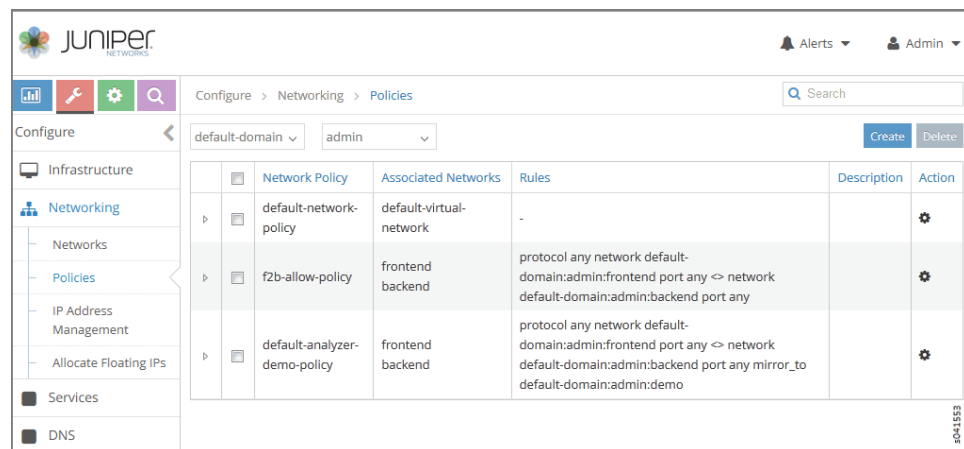 JUNIPER
NETWORKS
Alerts
Admin
Configure > Networking > Policies
Search
Configure
default-domain
admin
Create
Delete
Infrastructure
Networking
Networks
Policies
IP Address
Management
Allocate Floating IPs
Services
DNS
Network Policy
Associated Networks
Rules
Description
Action
default-network-
policy
default-virtual-
network
-
f2b-allow-policy
frontend
backend
protocol any network default-
domain:admin:frontend port any <> network
default-domain:admin:backend port any
default-analyzer-
demo-policy
frontend
backend
protocol any network default-
domain:admin:frontend port any <> network
default-domain:admin:backend port any mirror_to
default-domain:admin:demo
s041553